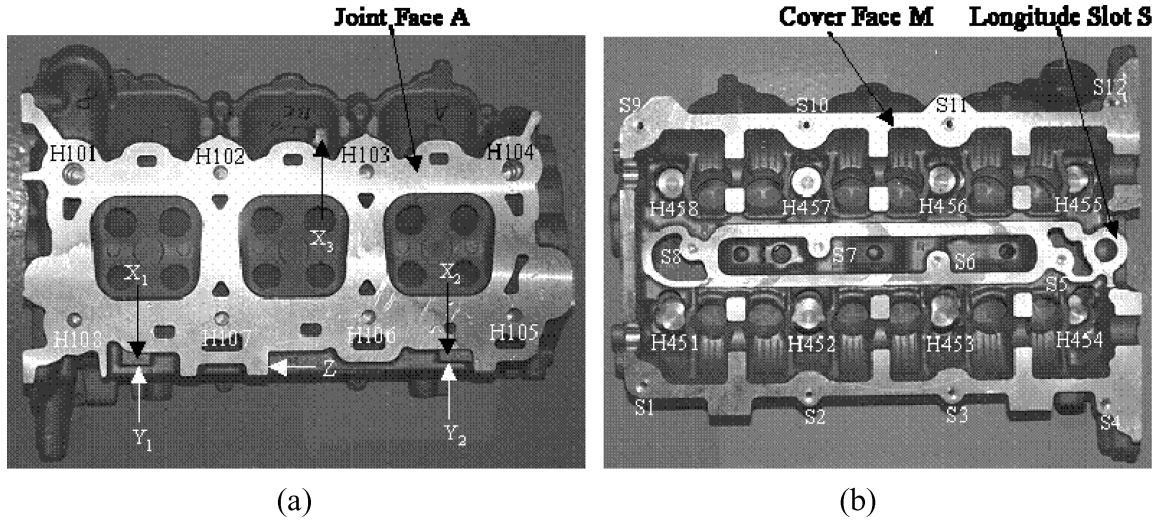 Joint Face A
Cover Face M
Longitude Slot S
H101
H102
H103
H104
X₃
X₁
X₂
H108
H107
H106
H105
Z
Y₁
Y₂
(a)
S9
S10
S11
S12
H458
H457
H456
H455
S8
S7
S6
S5
H451
H452
H453
H454
S1
S2
S3
S4
(b)